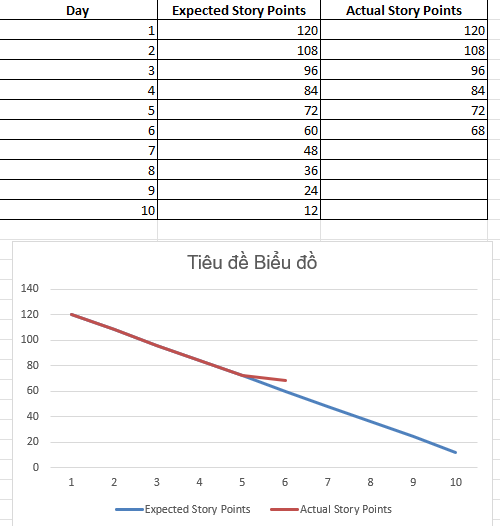 Day Expected Story Points Actual Story Points
1 120 120
2 108 108
3 96 96
4 84 84
5 72 72
6 60 68
7 48
8 36
9 24
10 12
Tiêu đề Biểu đồ
140
120
100
80
60
40
20
0
1 2 3 4 5 6 7 8 9 10
Expected Story Points Actual Story Points